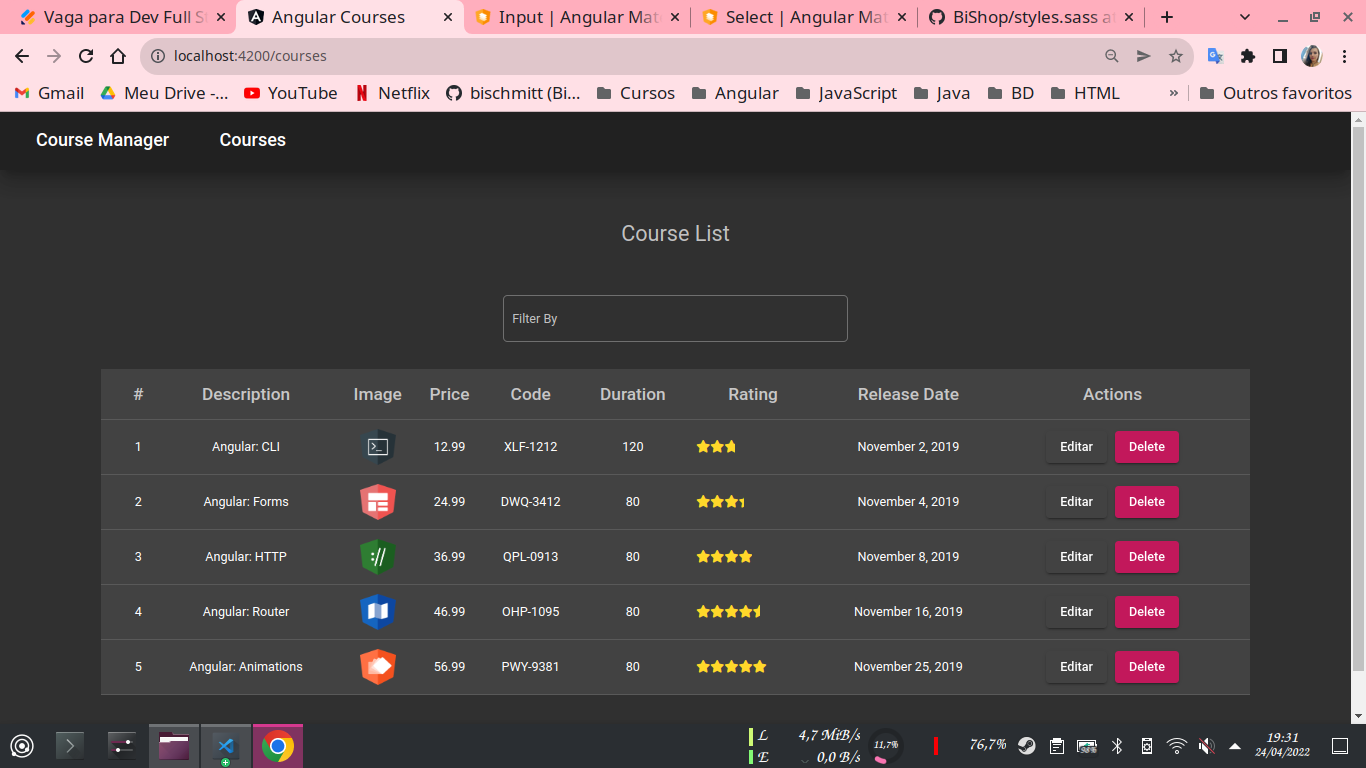 Vaga para Dev Full S
Angular Courses
Input | Angular Mat
Select | Angular Mat
BiShop/styles.sass a
localhost:4200/courses
Gmail
Meu Drive -...
YouTube
Netflix
bischmitt (Bi...
Cursos
Angular
JavaScript
Java
BD
HTML
»
Outros favoritos
Course Manager Courses
Course List
Filter By
# Description Image Price Code Duration Rating Release Date Actions
1 Angular: CLI 12.99 XLF-1212 120 November 2, 2019 Editar Delete
2 Angular: Forms 24.99 DWQ-3412 80 November 4, 2019 Editar Delete
3 Angular: HTTP 36.99 QPL-0913 80 November 8, 2019 Editar Delete
4 Angular: Router 46.99 OHP-1095 80 November 16, 2019 Editar Delete
5 Angular: Animations 56.99 PWY-9381 80 November 25, 2019 Editar Delete
L 4,7 MiB/s
E 0,0 B/s
11,7%
76,7%
19:31
24/04/2022